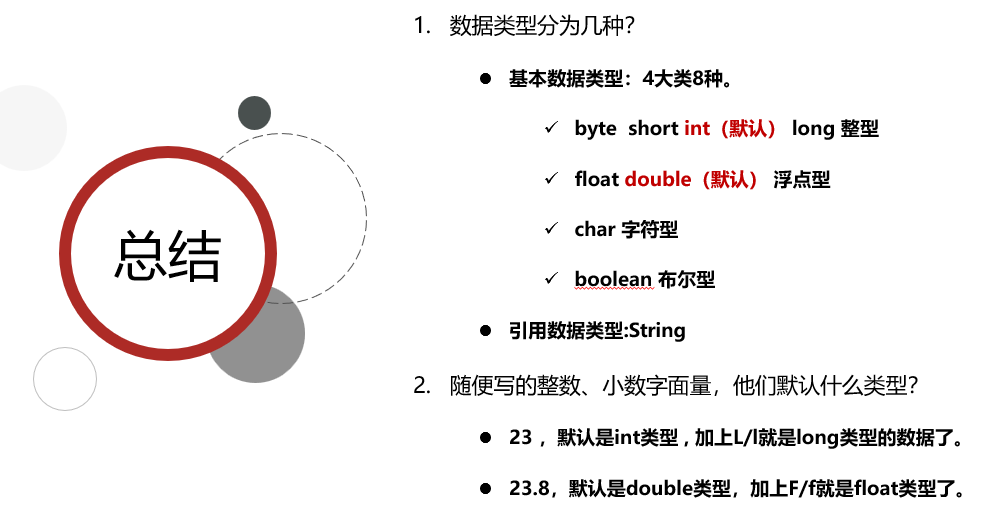 总结
1. 数据类型分为几种？
● 基本数据类型：4大类8种。
✓ byte short int（默认） long 整型
✓ float double（默认） 浮点型
✓ char 字符型
✓ boolean 布尔型
● 引用数据类型:String
2. 随便写的整数、小数字面量，他们默认什么类型？
● 23 ，默认是int类型 , 加上L/l就是long类型的数据了。
● 23.8，默认是double类型，加上F/f就是float类型了。